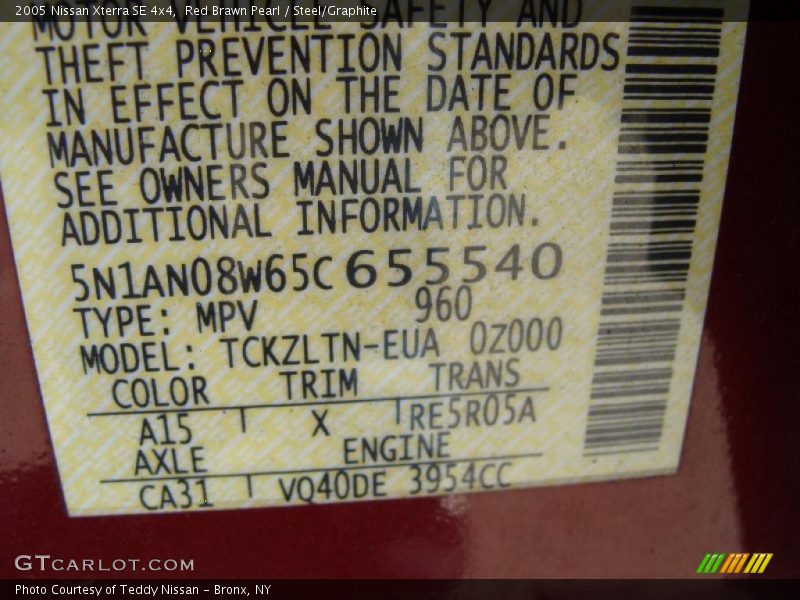 2005 Nissan Xterra SE 4x4, Red Brawn Pearl / Steel/Graphite
MOTOR VEHICLE SAFETY AND
THEFT PREVENTION STANDARDS
IN EFFECT ON THE DATE OF
MANUFACTURE SHOWN ABOVE.
SEE OWNERS MANUAL FOR
ADDITIONAL INFORMATION.
5N1AN08W65C655540
TYPE: MPV 960
MODEL: TCKZLTN-EUA 0Z000
COLOR TRIM TRANS
A15 X RE5R05A
AXLE ENGINE
CA31 VQ40DE 3954CC
GTCARLOT.COM
Photo Courtesy of Teddy Nissan - Bronx, NY